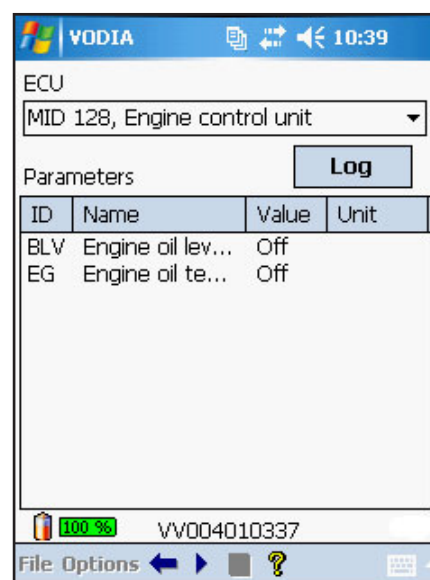 VODIA 10:39
ECU
MID 128, Engine control unit
Parameters Log
ID Name Value Unit
BLV Engine oil lev... Off
EG Engine oil te... Off
100 % VV004010337
File Options ?